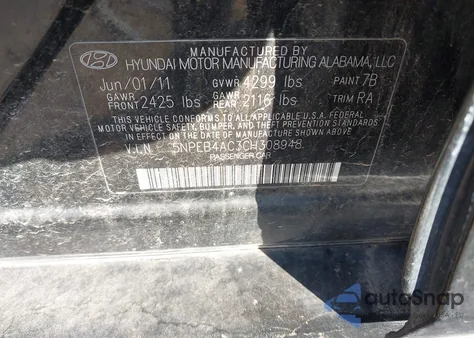 MANUFACTURED BY
HYUNDAI MOTOR MANUFACTURING ALABAMA, LLC
Jun/01/11 GVWR 4299 lbs PAINT 7B
GAWR FRONT 2425 lbs GAWR REAR 2116 lbs TRIM RA
THIS VEHICLE CONFORMS TO ALL APPLICABLE U.S.A FEDERAL
MOTOR VEHICLE SAFETY, BUMPER, AND THEFT PREVENTION STANDARDS
IN EFFECT ON THE DATE OF MANUFACTURE SHOWN ABOVE.
V.I.N 5NPEB4AC3CH308948
PASSENGER CAR
autoSnap